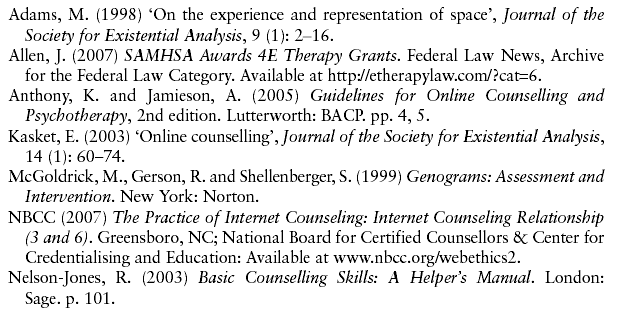 Adams, M. (1998) ‘On the experience and representation of space’, Journal of the
Society for Existential Analysis, 9 (1): 2–16.
Allen, J. (2007) SAMHSA Awards 4E Therapy Grants. Federal Law News, Archive
for the Federal Law Category. Available at http://etherapylaw.com/?cat=6.
Anthony, K. and Jamieson, A. (2005) Guidelines for Online Counselling and
Psychotherapy, 2nd edition. Lutterworth: BACP. pp. 4, 5.
Kasket, E. (2003) ‘Online counselling’, Journal of the Society for Existential Analysis,
14 (1): 60–74.
McGoldrick, M., Gerson, R. and Shellenberger, S. (1999) Genograms: Assessment and
Intervention. New York: Norton.
NBCC (2007) The Practice of Internet Counseling: Internet Counseling Relationship
(3 and 6). Greensboro, NC; National Board for Certified Counsellors & Center for
Credentialising and Education: Available at www.nbcc.org/webethics2.
Nelson-Jones, R. (2003) Basic Counselling Skills: A Helper’s Manual. London:
Sage. p. 101.